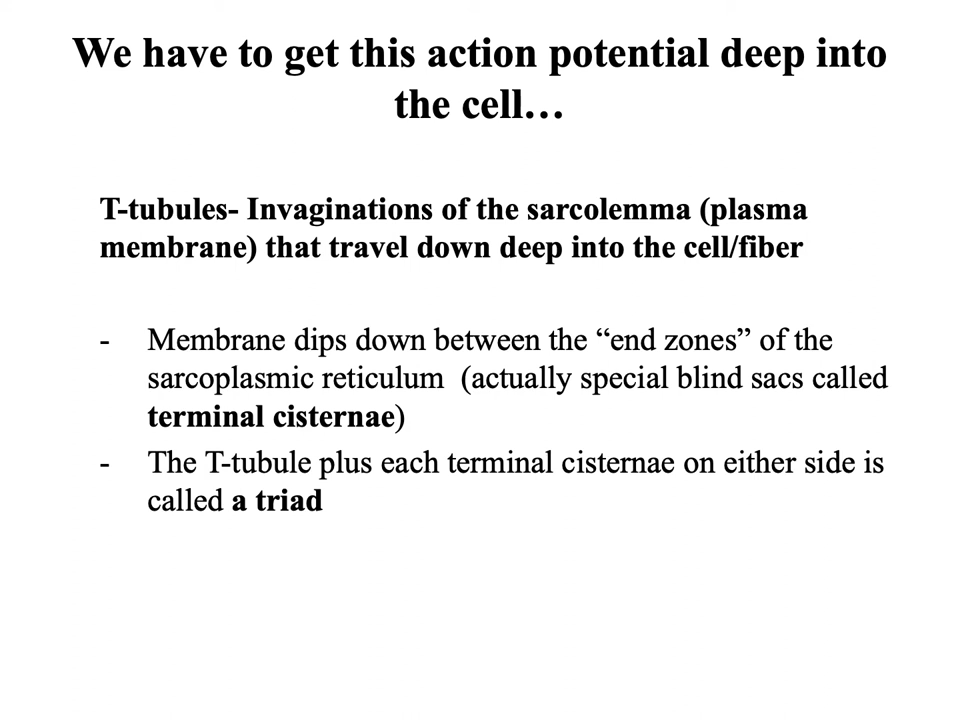 We have to get this action potential deep into
the cell…
T-tubules- Invaginations of the sarcolemma (plasma
membrane) that travel down deep into the cell/fiber
- Membrane dips down between the “end zones” of the
sarcoplasmic reticulum (actually special blind sacs called
terminal cisternae)
- The T-tubule plus each terminal cisternae on either side is
called a triad